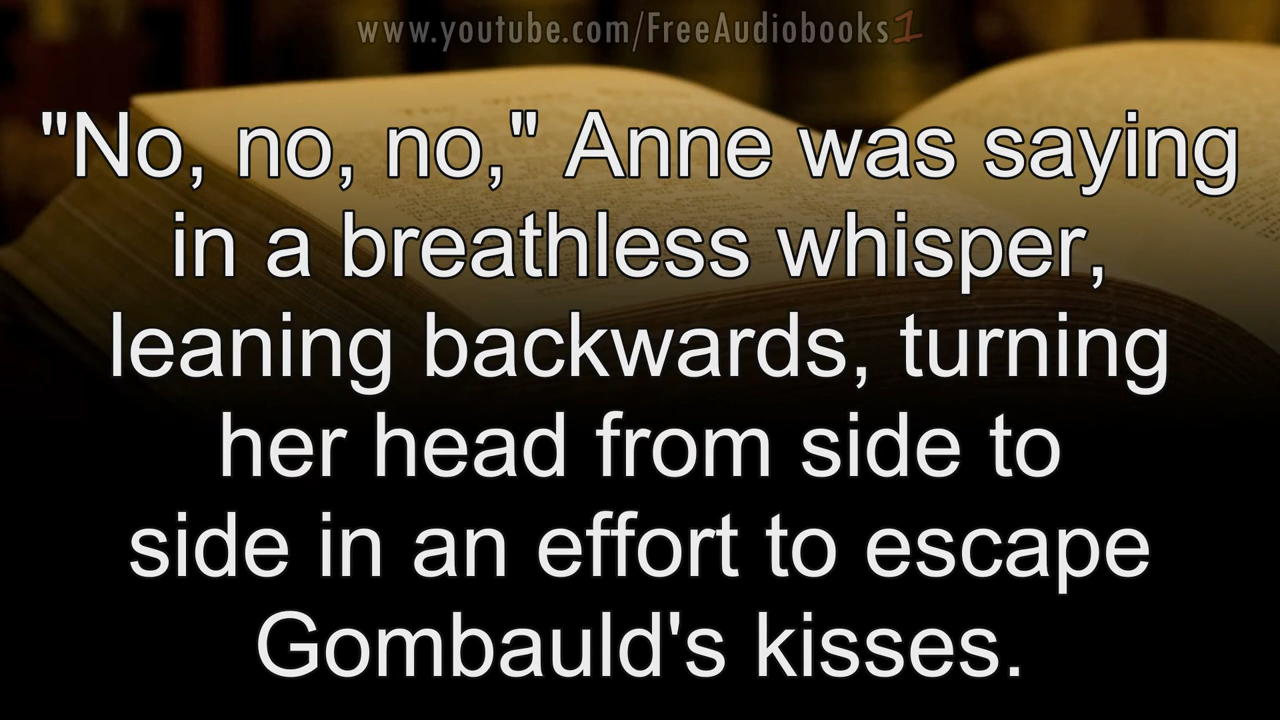 www.youtube.com/FreeAudiobooks1
"No, no, no," Anne was saying
in a breathless whisper,
leaning backwards, turning
her head from side to
side in an effort to escape
Gombauld's kisses.